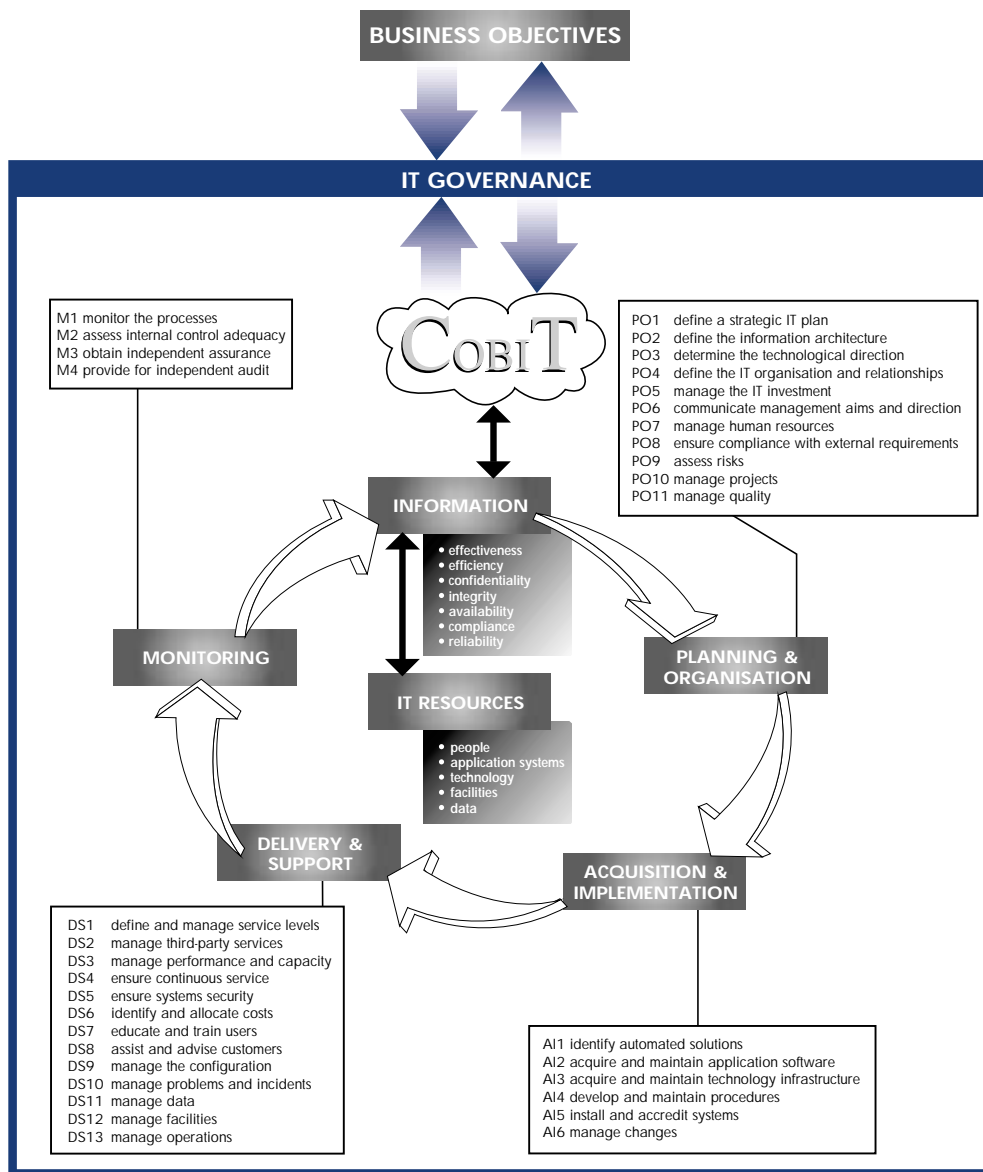 BUSINESS OBJECTIVES
IT GOVERNANCE
COBIT
M1 monitor the processes
M2 assess internal control adequacy
M3 obtain independent assurance
M4 provide for independent audit
PO1 define a strategic IT plan
PO2 define the information architecture
PO3 determine the technological direction
PO4 define the IT organisation and relationships
PO5 manage the IT investment
PO6 communicate management aims and direction
PO7 manage human resources
PO8 ensure compliance with external requirements
PO9 assess risks
PO10 manage projects
PO11 manage quality
INFORMATION
• effectiveness
• efficiency
• confidentiality
• integrity
• availability
• compliance
• reliability
MONITORING
PLANNING &
ORGANISATION
IT RESOURCES
• people
• application systems
• technology
• facilities
• data
DELIVERY &
SUPPORT
ACQUISITION &
IMPLEMENTATION
DS1 define and manage service levels
DS2 manage third-party services
DS3 manage performance and capacity
DS4 ensure continuous service
DS5 ensure systems security
DS6 identify and allocate costs
DS7 educate and train users
DS8 assist and advise customers
DS9 manage the configuration
DS10 manage problems and incidents
DS11 manage data
DS12 manage facilities
DS13 manage operations
AI1 identify automated solutions
AI2 acquire and maintain application software
AI3 acquire and maintain technology infrastructure
AI4 develop and maintain procedures
AI5 install and accredit systems
AI6 manage changes